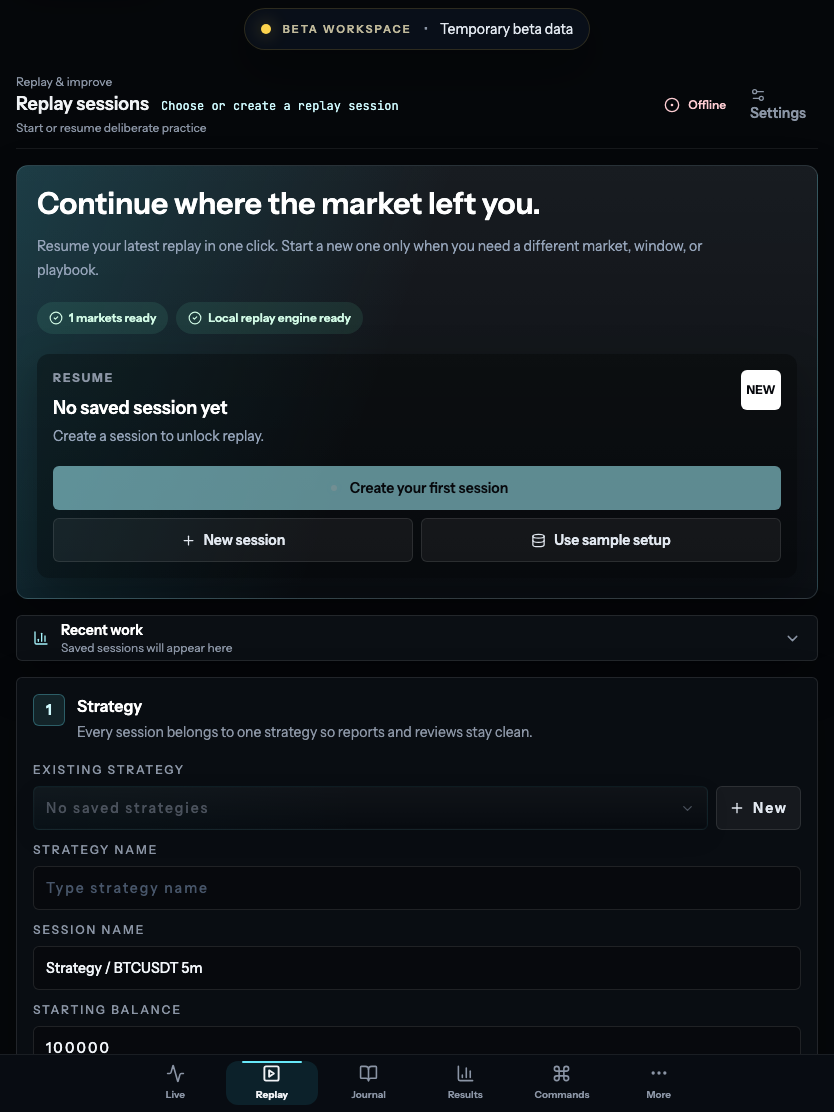 BETA WORKSPACE · Temporary beta data
Replay & improve
Replay sessions Choose or create a replay session
Start or resume deliberate practice
Offline
Settings
Continue where the market left you.
Resume your latest replay in one click. Start a new one only when you need a different market, window, or
playbook.
1 markets ready
Local replay engine ready
RESUME
NEW
No saved session yet
Create a session to unlock replay.
Create your first session
New session
Use sample setup
Recent work
Saved sessions will appear here
1
Strategy
Every session belongs to one strategy so reports and reviews stay clean.
EXISTING STRATEGY
No saved strategies
New
STRATEGY NAME
Type strategy name
SESSION NAME
Strategy / BTCUSDT 5m
STARTING BALANCE
100000
Live
Replay
Journal
Results
Commands
More